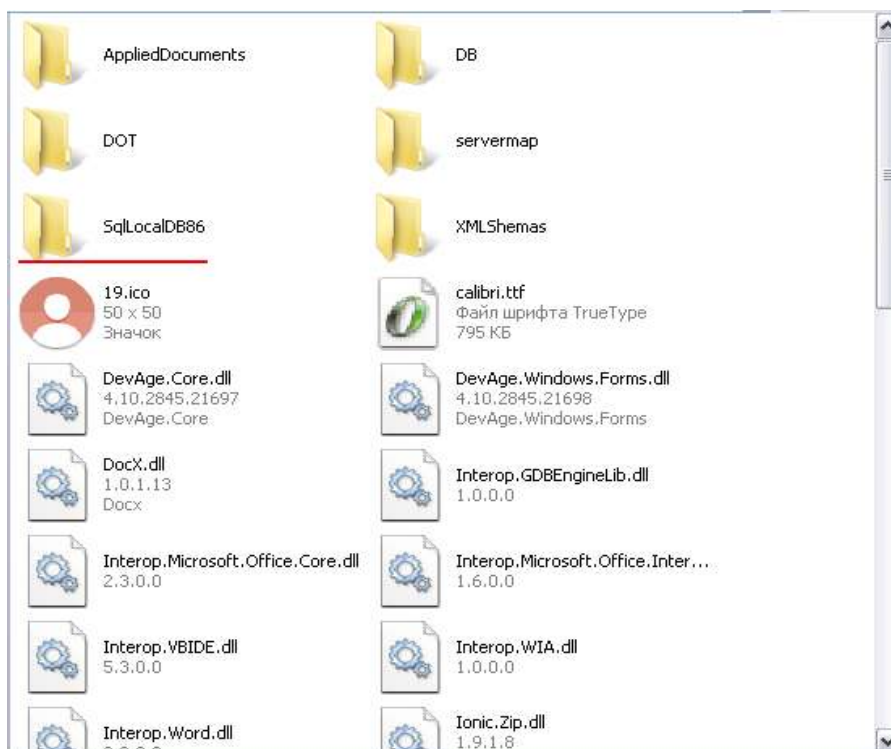 AppliedDocuments
DB
DOT
servermap
SqlLocalDB86
XMLShemas
19.ico
50 x 50
Значок
calibri.ttf
Файл шрифта TrueType
795 КБ
DevAge.Core.dll
4.10.2845.21697
DevAge.Core
DevAge.Windows.Forms.dll
4.10.2845.21698
DevAge.Windows.Forms
DocX.dll
1.0.1.13
Docx
Interop.GDBEngineLib.dll
1.0.0.0
Interop.Microsoft.Office.Core.dll
2.3.0.0
Interop.Microsoft.Office.Inter...
1.6.0.0
Interop.VBIDE.dll
5.3.0.0
Interop.WIA.dll
1.0.0.0
Interop.Word.dll
Ionic.Zip.dll
1.9.1.8